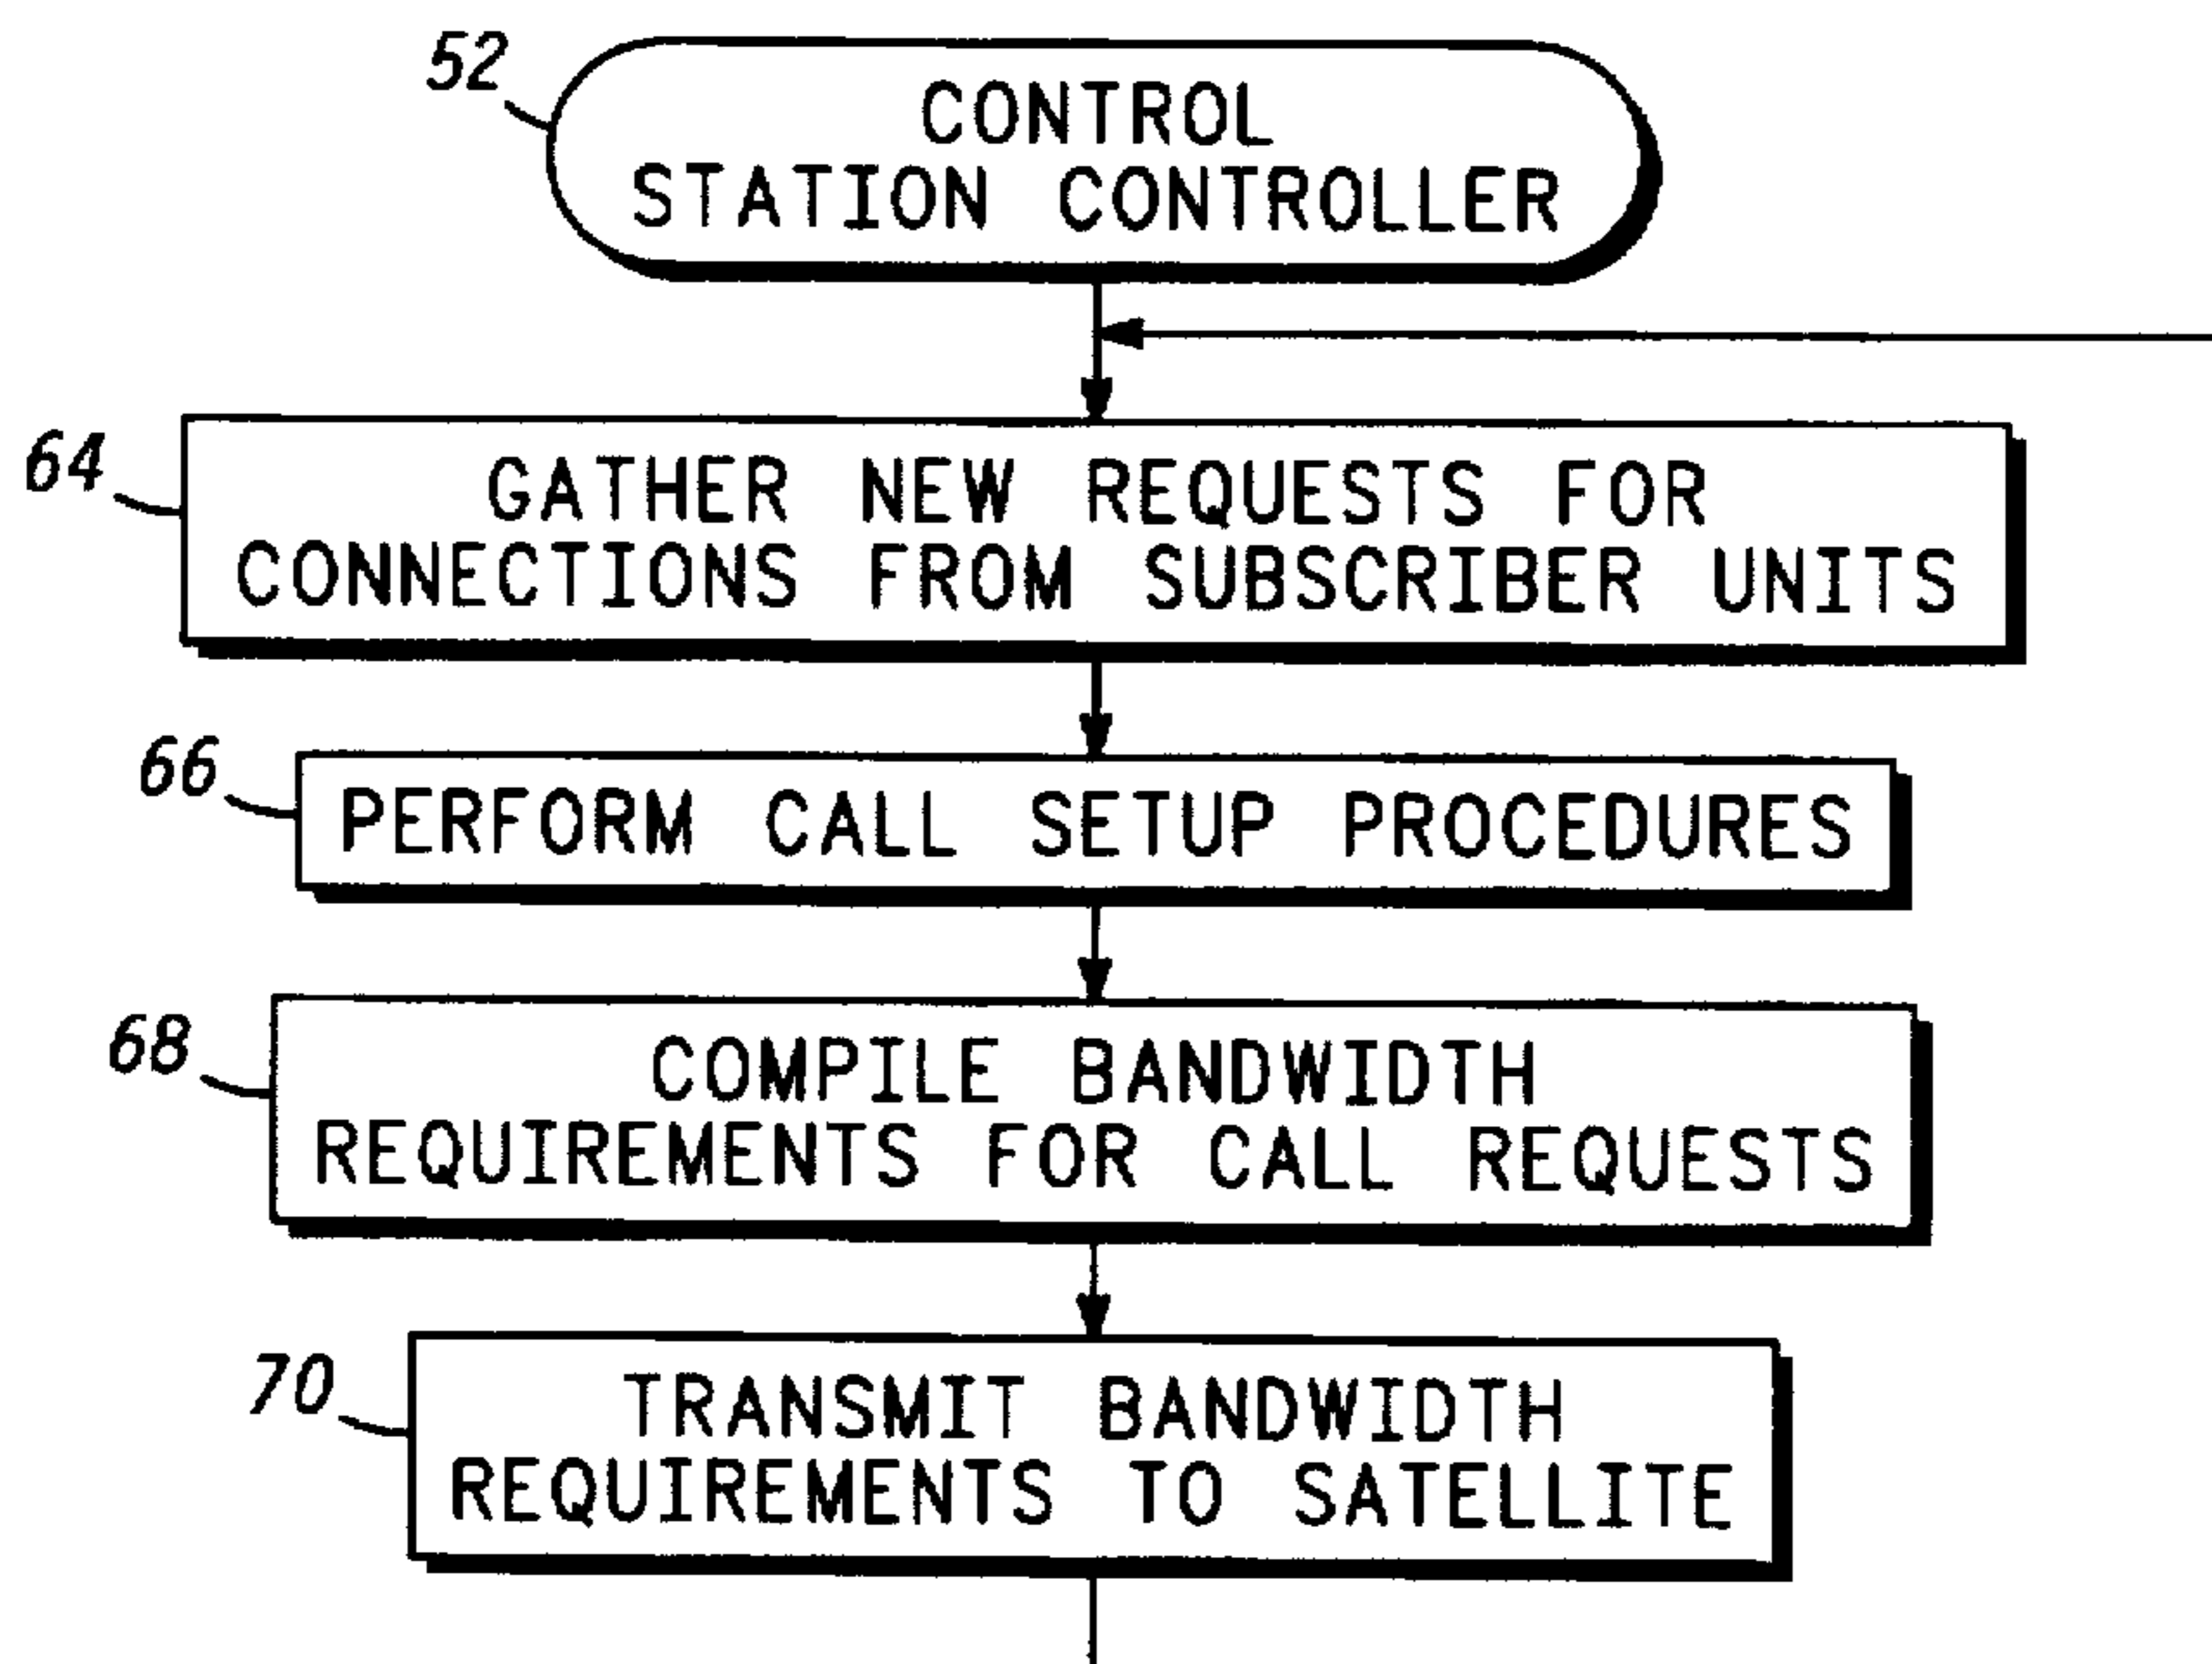 52
CONTROL
STATION CONTROLLER
64
GATHER NEW REQUESTS FOR
CONNECTIONS FROM SUBSCRIBER UNITS
66
PERFORM CALL SETUP PROCEDURES
68
COMPILE BANDWIDTH
REQUIREMENTS FOR CALL REQUESTS
70
TRANSMIT BANDWIDTH
REQUIREMENTS TO SATELLITE